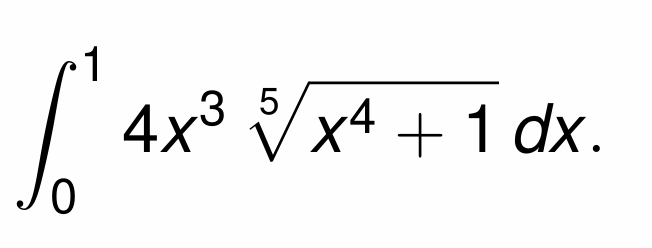 ∫₀¹ 4x³ ⁵√(x⁴ + 1) dx.